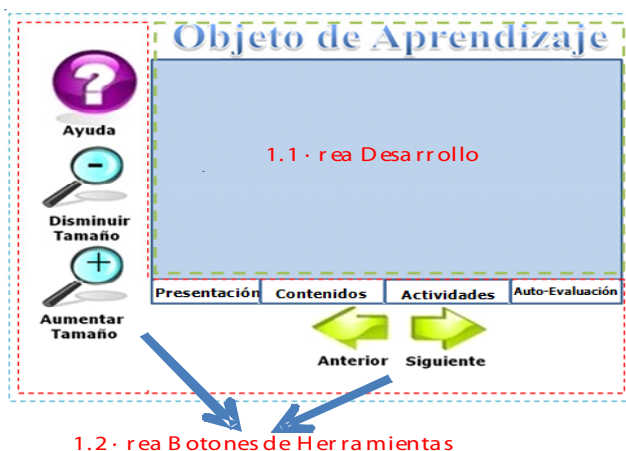 Objeto de Aprendizaje
Ayuda
1.1 · rea Desarrollo
Disminuir
Tamaño
Presentación Contenidos Actividades Auto-Evaluación
Aumentar
Tamaño
Anterior Siguiente
1.2 · rea Botones de Herramientas